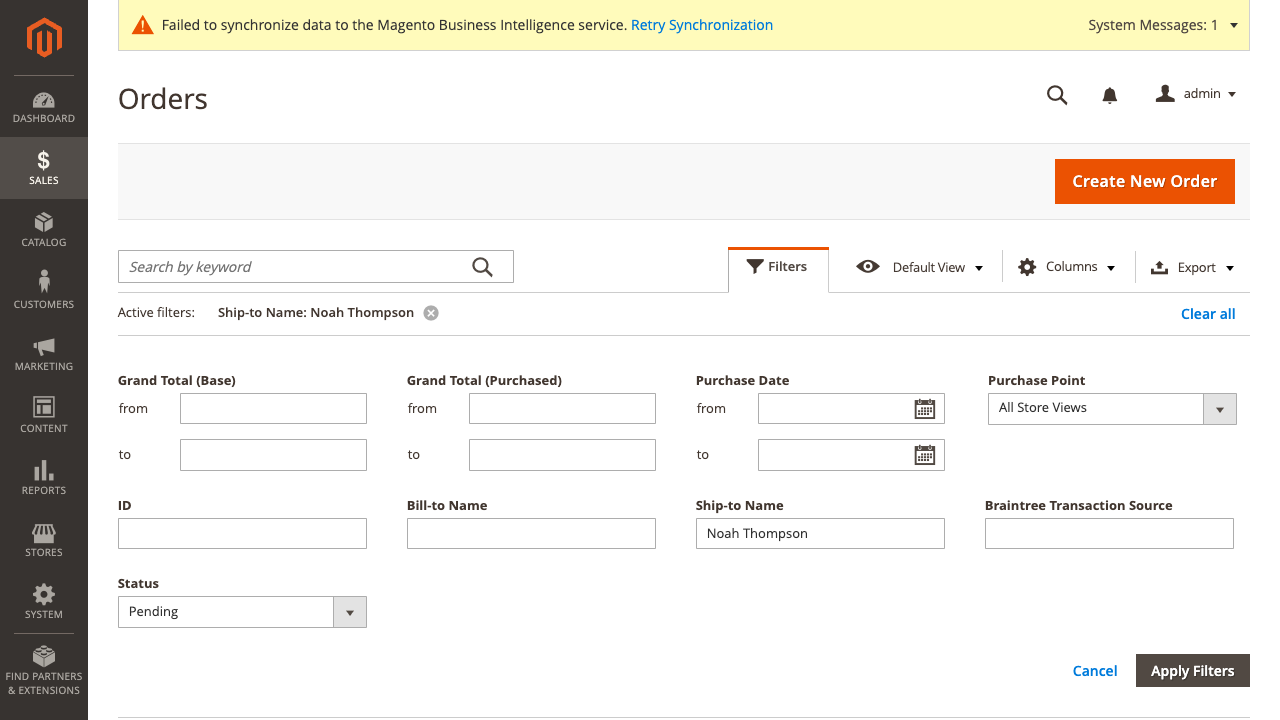 Failed to synchronize data to the Magento Business Intelligence service. Retry Synchronization
System Messages: 1
DASHBOARD
SALES
CATALOG
CUSTOMERS
MARKETING
CONTENT
REPORTS
STORES
SYSTEM
FIND PARTNERS
& EXTENSIONS
Orders
admin
Create New Order
Search by keyword
Filters
Default View
Columns
Export
Active filters: Ship-to Name: Noah Thompson
Clear all
Grand Total (Base)
from
to
Grand Total (Purchased)
from
to
Purchase Date
from
to
Purchase Point
All Store Views
ID
Bill-to Name
Ship-to Name
Noah Thompson
Braintree Transaction Source
Status
Pending
Cancel
Apply Filters